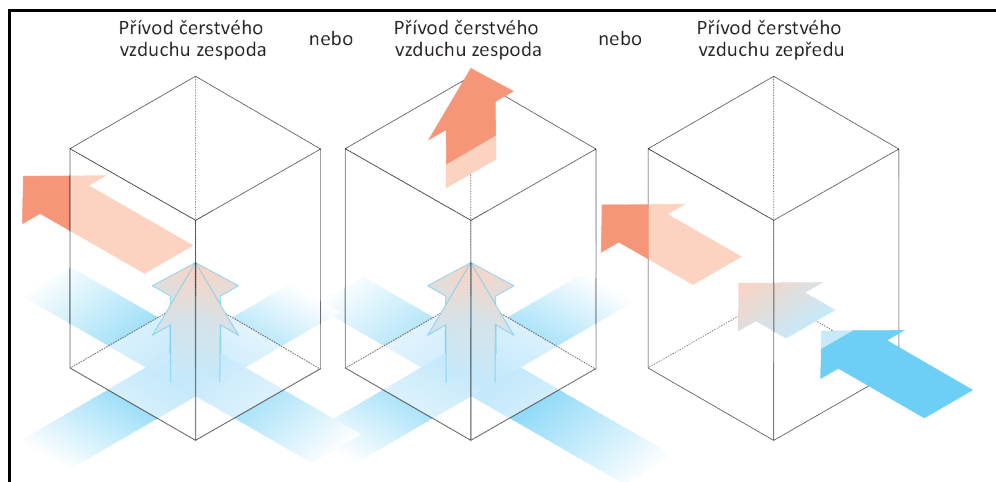 Přívod čerstvého
vzduchu zespoda
nebo
Přívod čerstvého
vzduchu zespoda
nebo
Přívod čerstvého
vzduchu zepředu